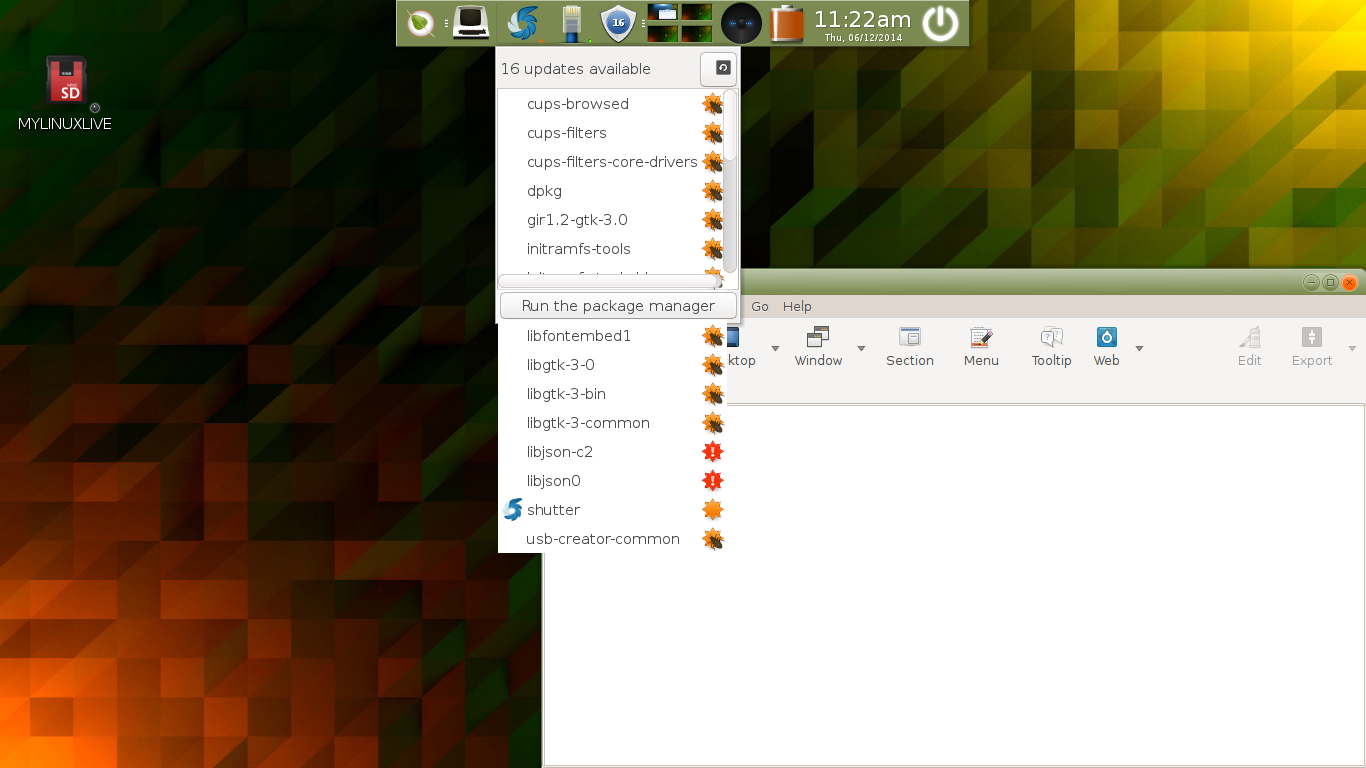 16
11:22am
Thu, 06/12/2014
SD
MYLINUXLIVE
16 updates available
cups-browsed
cups-filters
cups-filters-core-drivers
dpkg
gir1.2-gtk-3.0
initramfs-tools
Run the package manager
Go Help
libfontembed1
libgtk-3-0
libgtk-3-bin
libgtk-3-common
libjson-c2
libjson0
shutter
usb-creator-common
Window
Section
Menu
Tooltip
Web
Edit
Export